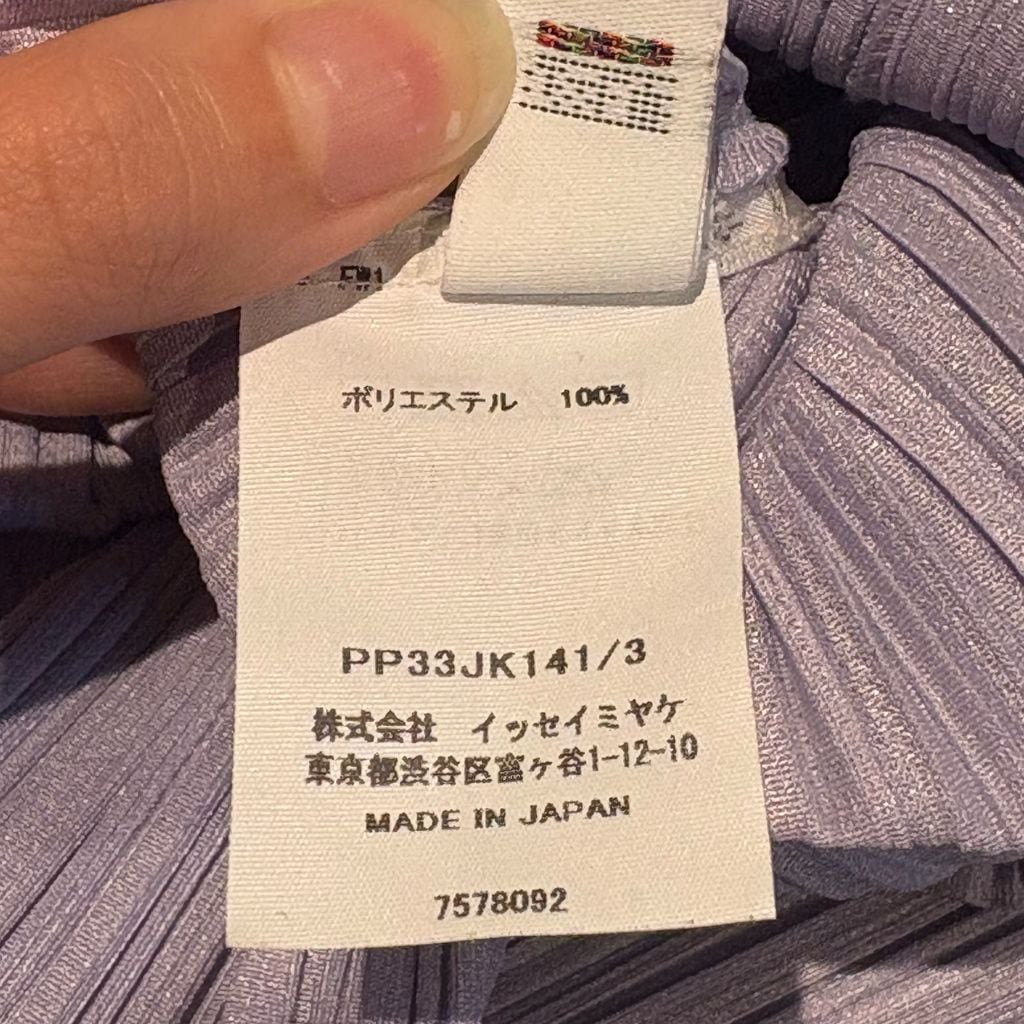 ポリエステル 100%
PP33JK141/3
株式会社 イッセイミヤケ
東京都渋谷区富ヶ谷1-12-10
MADE IN JAPAN
7578092